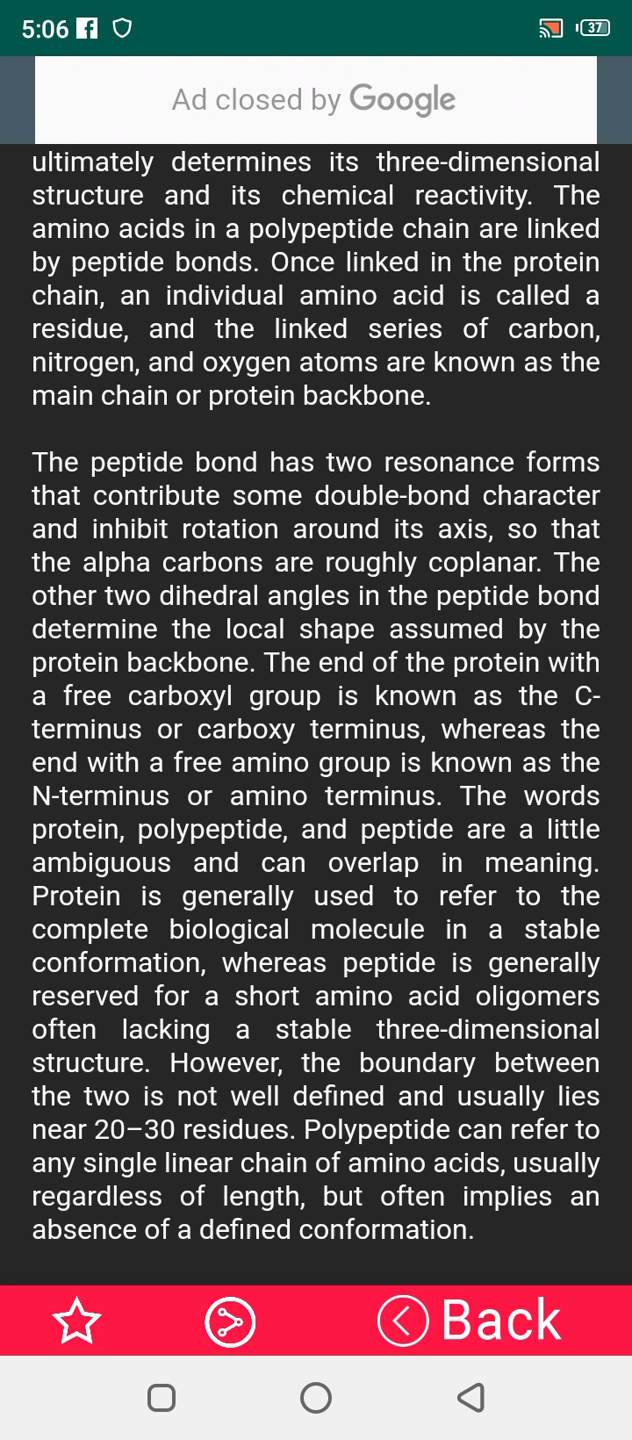 5:06
37
Ad closed by Google
ultimately determines its three-dimensional
structure and its chemical reactivity. The
amino acids in a polypeptide chain are linked
by peptide bonds. Once linked in the protein
chain, an individual amino acid is called a
residue, and the linked series of carbon,
nitrogen, and oxygen atoms are known as the
main chain or protein backbone.
The peptide bond has two resonance forms
that contribute some double-bond character
and inhibit rotation around its axis, so that
the alpha carbons are roughly coplanar. The
other two dihedral angles in the peptide bond
determine the local shape assumed by the
protein backbone. The end of the protein with
a free carboxyl group is known as the C-
terminus or carboxy terminus, whereas the
end with a free amino group is known as the
N-terminus or amino terminus. The words
protein, polypeptide, and peptide are a little
ambiguous and can overlap in meaning.
Protein is generally used to refer to the
complete biological molecule in a stable
conformation, whereas peptide is generally
reserved for a short amino acid oligomers
often lacking a stable three-dimensional
structure. However, the boundary between
the two is not well defined and usually lies
near 20–30 residues. Polypeptide can refer to
any single linear chain of amino acids, usually
regardless of length, but often implies an
absence of a defined conformation.
Back